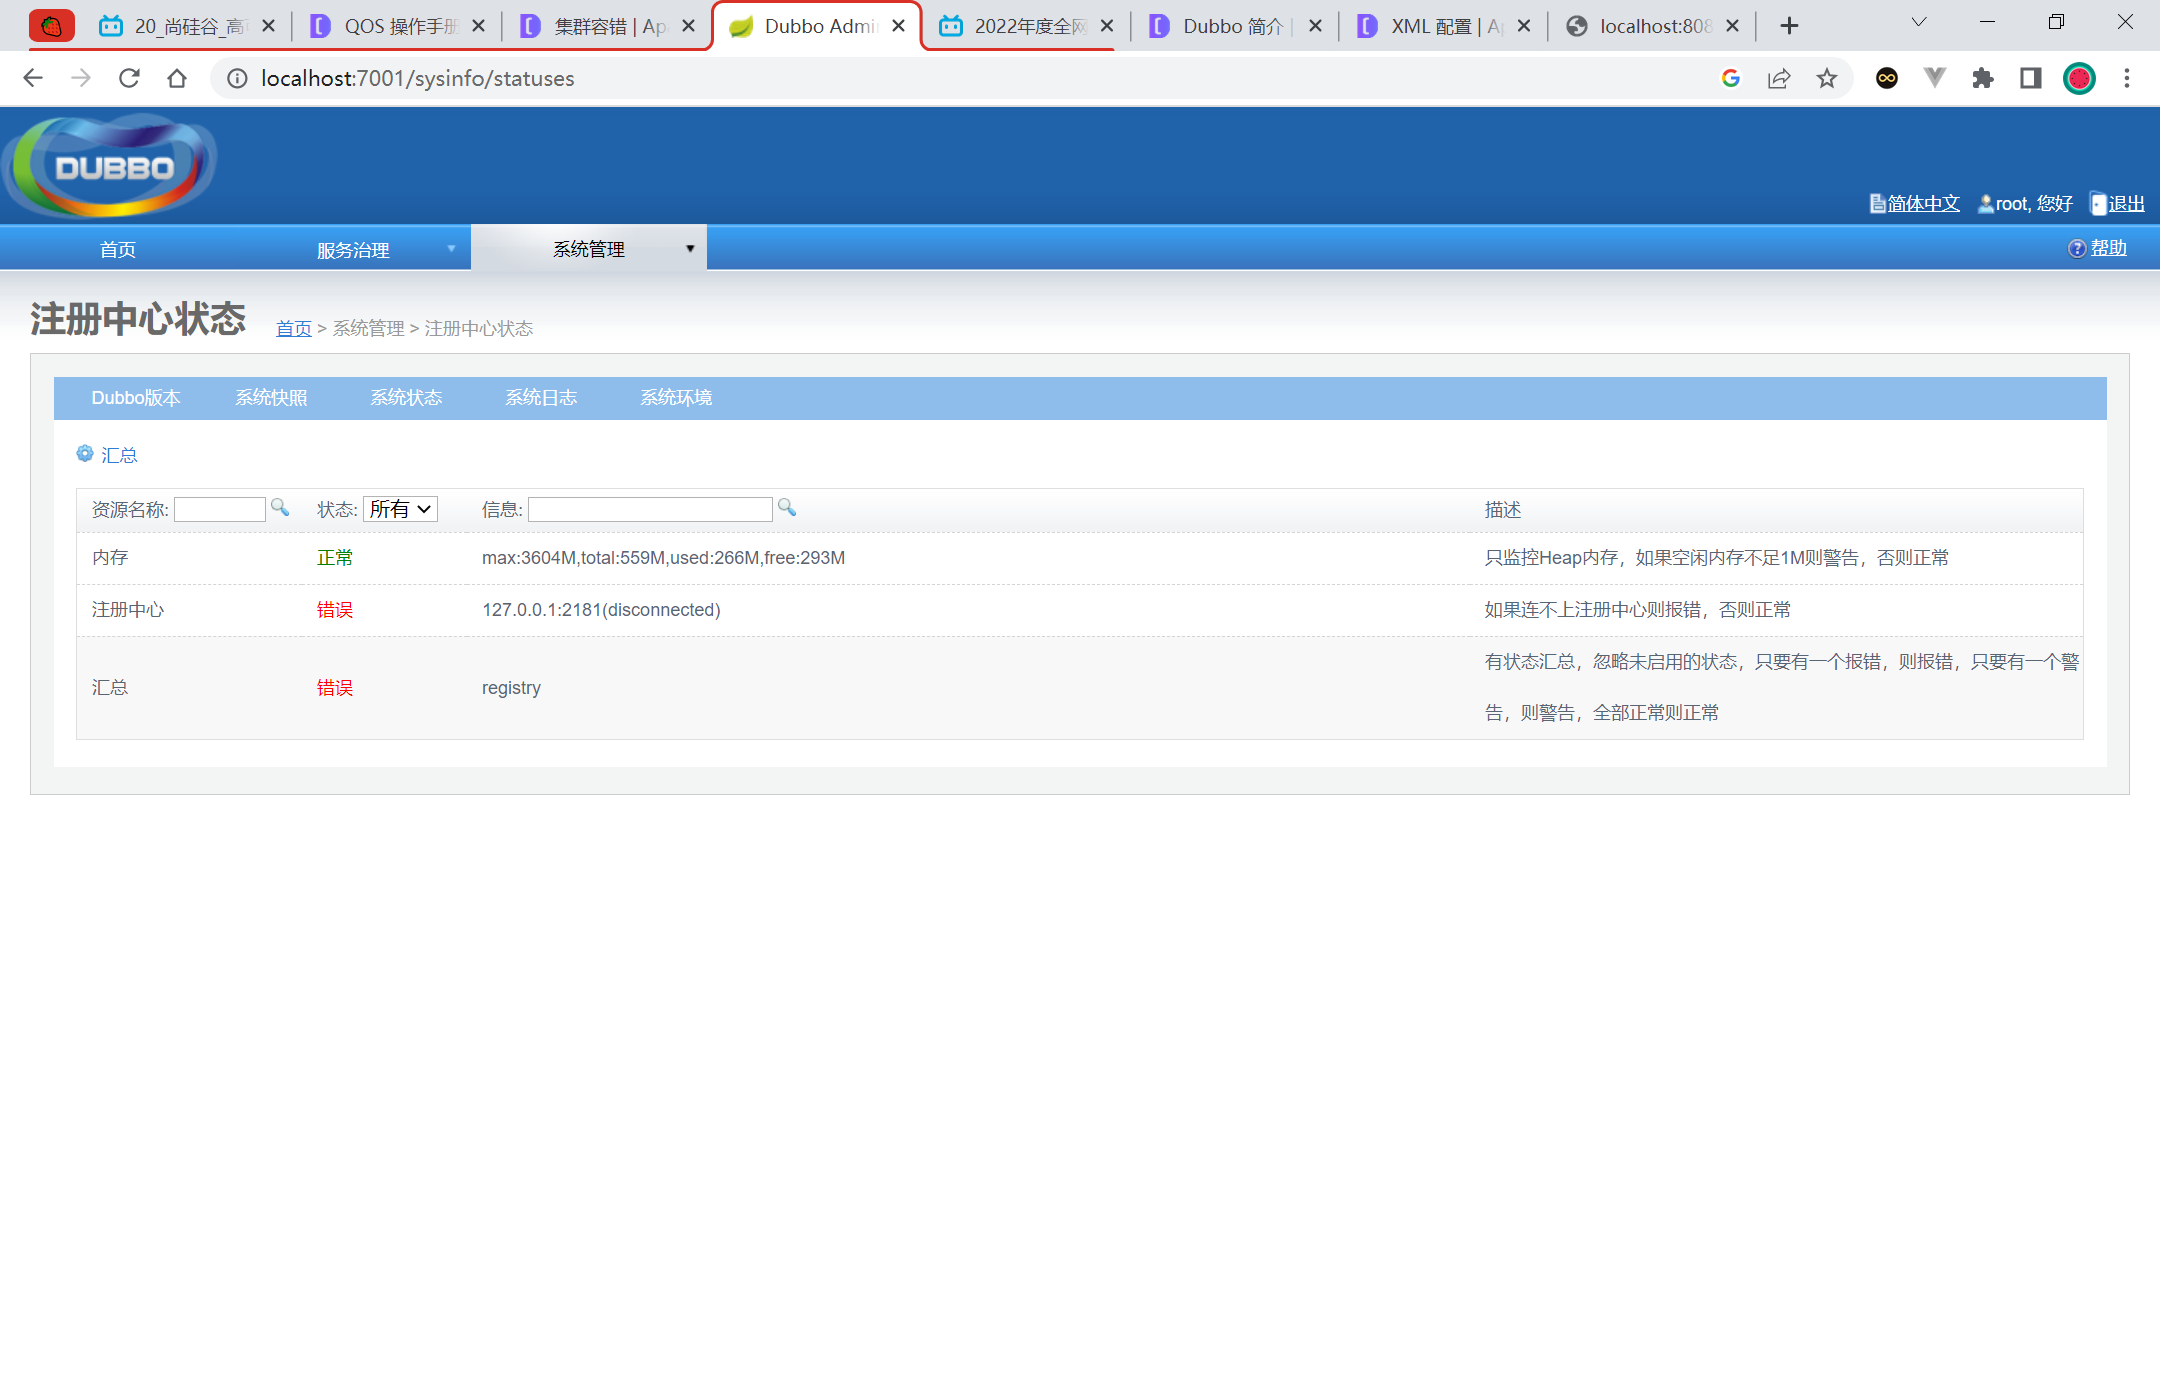 20_尚硅谷_高
QOS 操作手册
集群容错 | Ap
Dubbo Admi
2022年度全网
Dubbo 简介 |
XML 配置 | A
localhost:808
localhost:7001/sysinfo/statuses
DUBBO
简体中文 root, 您好 退出
首页 服务治理 系统管理 帮助
注册中心状态 首页 > 系统管理 > 注册中心状态
Dubbo版本 系统快照 系统状态 系统日志 系统环境
汇总
资源名称: 状态: 所有 信息: 描述
内存 正常 max:3604M,total:559M,used:266M,free:293M 只监控Heap内存，如果空闲内存不足1M则警告，否则正常
注册中心 错误 127.0.0.1:2181(disconnected) 如果连不上注册中心则报错，否则正常
汇总 错误 registry 有状态汇总，忽略未启用的状态，只要有一个报错，则报错，只要有一个警
告，则警告，全部正常则正常